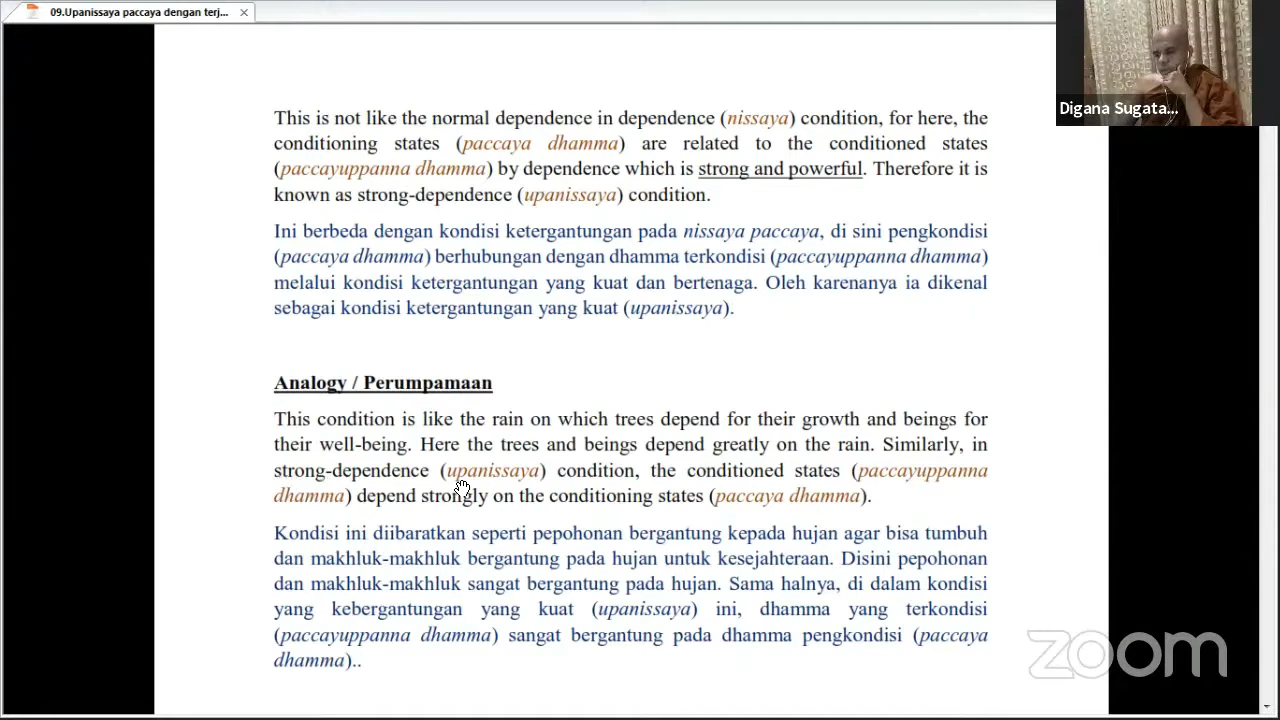 09.Upanissaya paccaya dengan terj...
Digana Sugata...
This is not like the normal dependence in dependence (nissaya) condition, for here, the
conditioning states (paccaya dhamma) are related to the conditioned states
(paccayuppanna dhamma) by dependence which is strong and powerful. Therefore it is
known as strong-dependence (upanissaya) condition.
Ini berbeda dengan kondisi ketergantungan pada nissaya paccaya, di sini pengkondisi
(paccaya dhamma) berhubungan dengan dhamma terkondisi (paccayuppanna dhamma)
melalui kondisi ketergantungan yang kuat dan bertenaga. Oleh karenanya ia dikenal
sebagai kondisi ketergantungan yang kuat (upanissaya).
Analogy / Perumpamaan
This condition is like the rain on which trees depend for their growth and beings for
their well-being. Here the trees and beings depend greatly on the rain. Similarly, in
strong-dependence (upanissaya) condition, the conditioned states (paccayuppanna
dhamma) depend strongly on the conditioning states (paccaya dhamma).
Kondisi ini diibaratkan seperti pepohonan bergantung kepada hujan agar bisa tumbuh
dan makhluk-makhluk bergantung pada hujan untuk kesejahteraan. Disini pepohonan
dan makhluk-makhluk sangat bergantung pada hujan. Sama halnya, di dalam kondisi
yang kebergantungan yang kuat (upanissaya) ini, dhamma yang terkondisi
(paccayuppanna dhamma) sangat bergantung pada dhamma pengkondisi (paccaya
dhamma)..
zoom